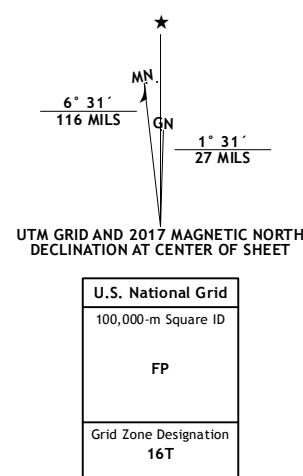 ★
MN.
6° 31´
116 MILS
GN
1° 31´
27 MILS
UTM GRID AND 2017 MAGNETIC NORTH
DECLINATION AT CENTER OF SHEET
U.S. National Grid
100,000-m Square ID
FP
Grid Zone Designation
16T